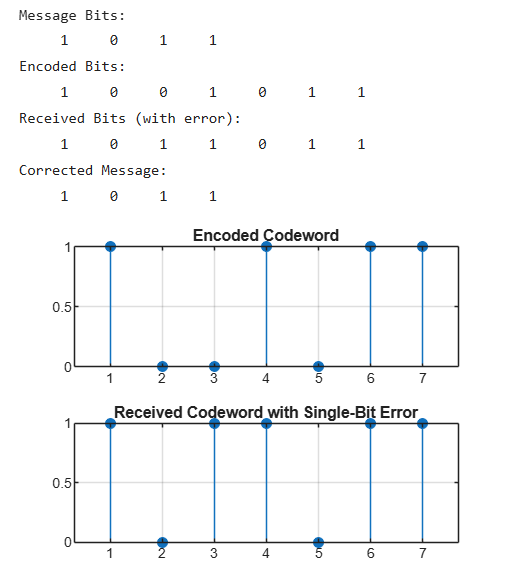 Message Bits:
1 0 1 1
Encoded Bits:
1 0 0 1 0 1 1
Received Bits (with error):
1 0 1 1 0 1 1
Corrected Message:
1 0 1 1
Encoded Codeword
1
0.5
0
1 2 3 4 5 6 7
Received Codeword with Single-Bit Error
1
0.5
0
1 2 3 4 5 6 7